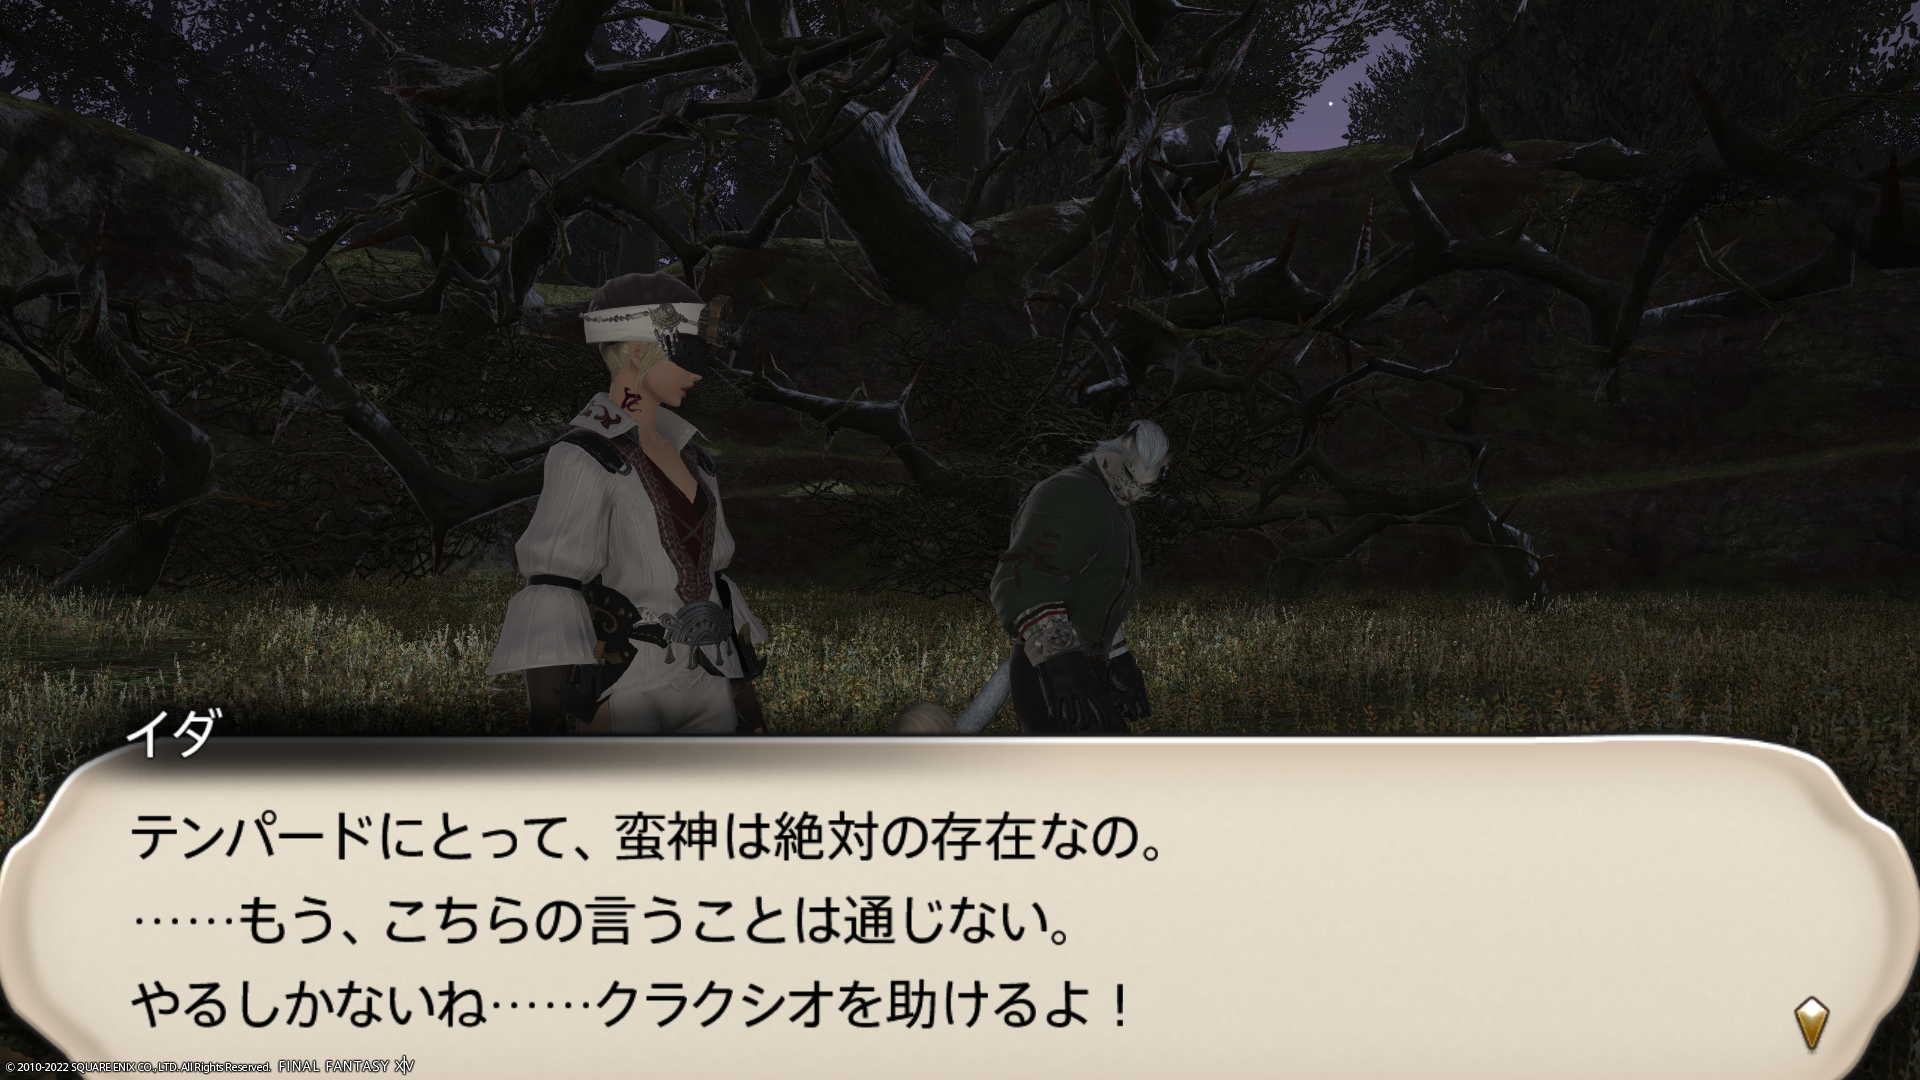 イダ
テンパードにとって、蛮神は絶対の存在なの。
……もう、こちらの言うことは通じない。
やるしかないね……クラクシオを助けるよ！
© 2010-2022 SQUARE ENIX CO., LTD. All Rights Reserved. FINAL FANTASY XIV